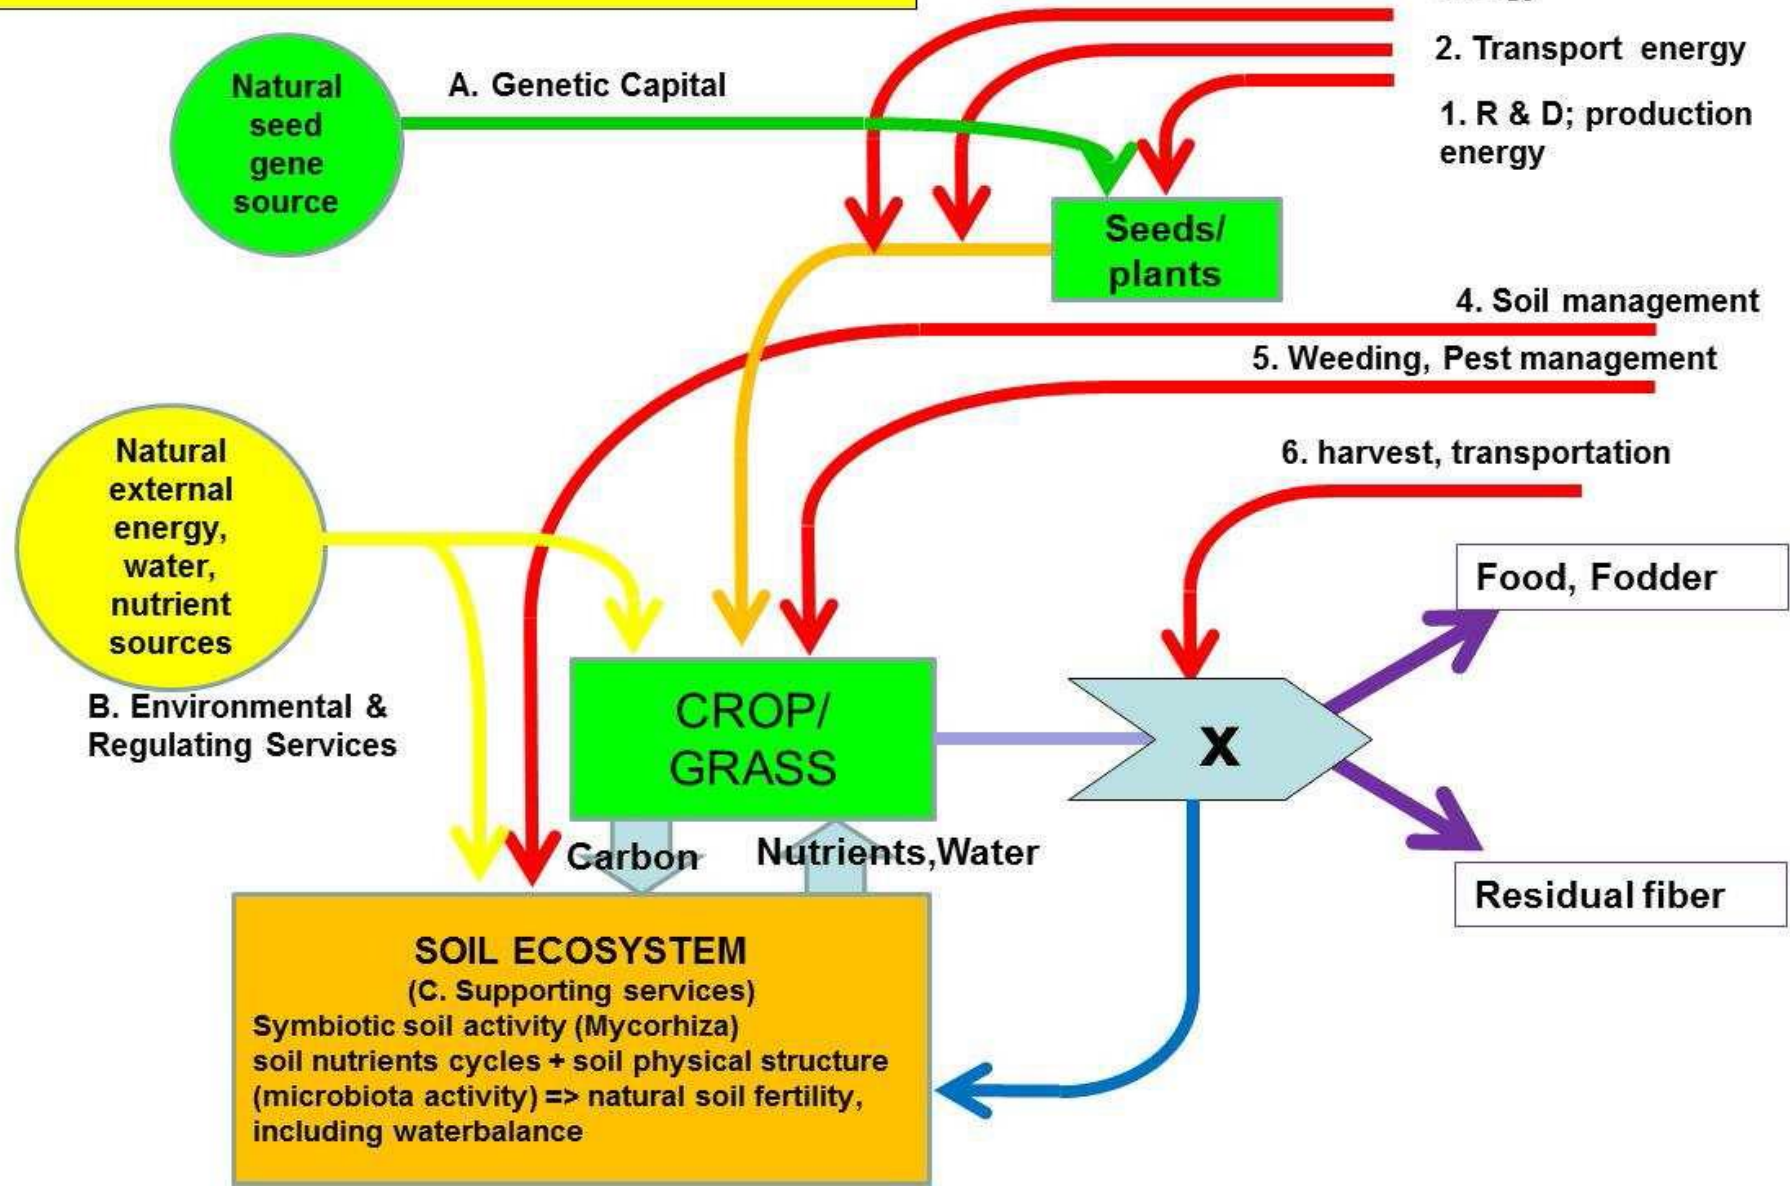 2. Transport energy
Natural
seed
gene
source
A. Genetic Capital
1. R & D; production
energy
Seeds/
plants
4. Soil management
5. Weeding, Pest management
Natural
external
energy,
water,
nutrient
sources
6. harvest, transportation
Food, Fodder
B. Environmental &
Regulating Services
CROP/
GRASS
X
Carbon
Nutrients,Water
Residual fiber
SOIL ECOSYSTEM
(C. Supporting services)
Symbiotic soil activity (Mycorhiza)
soil nutrients cycles + soil physical structure
(microbiota activity) => natural soil fertility,
including waterbalance